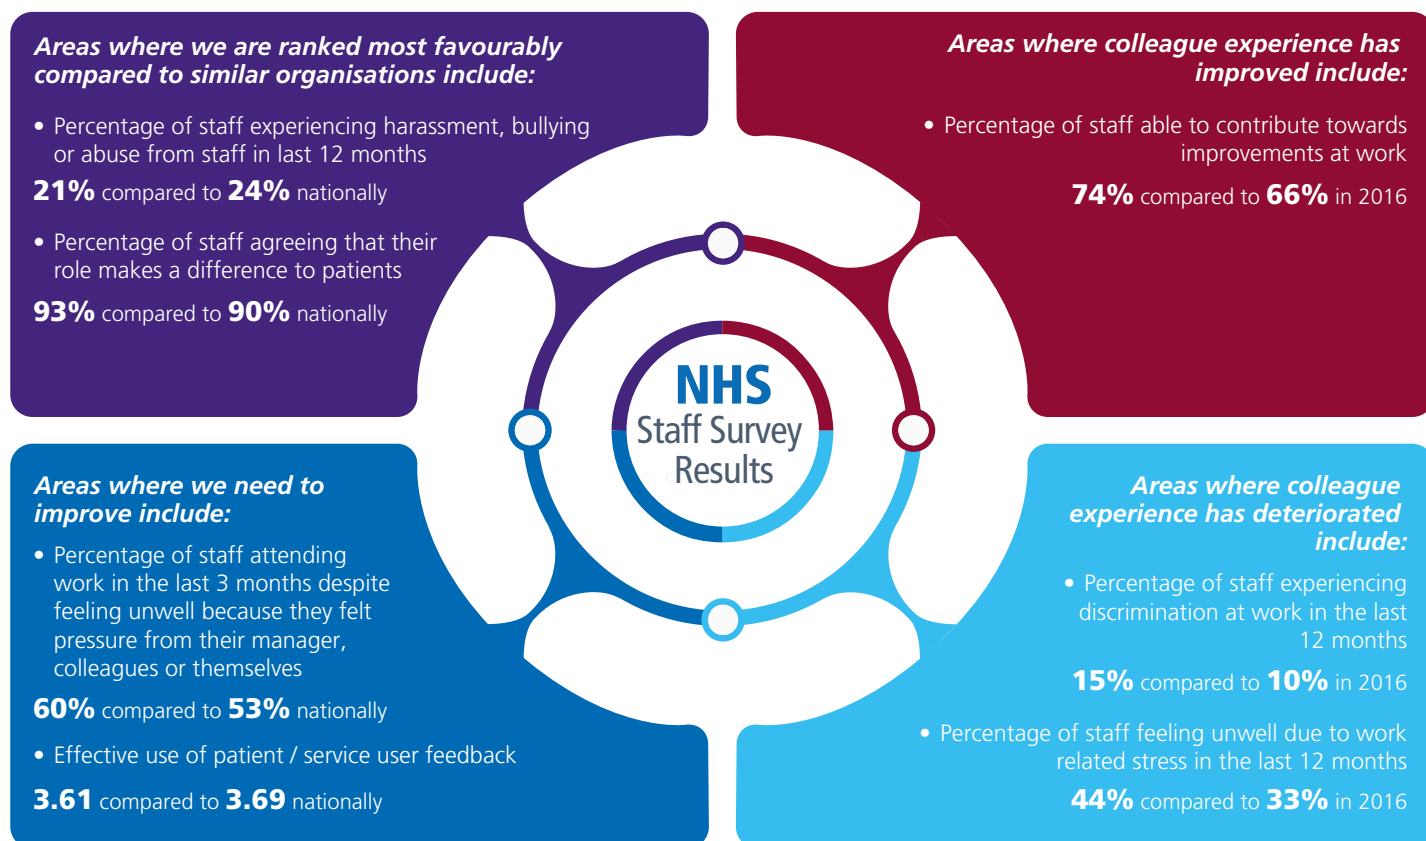 Areas where we are ranked most favourably
compared to similar organisations include:
• Percentage of staff experiencing harassment, bullying
or abuse from staff in last 12 months
21% compared to 24% nationally
• Percentage of staff agreeing that their
role makes a difference to patients
93% compared to 90% nationally
Areas where colleague experience has
improved include:
• Percentage of staff able to contribute towards
improvements at work
74% compared to 66% in 2016
NHS
Staff Survey
Results
Areas where we need to
improve include:
• Percentage of staff attending
work in the last 3 months despite
feeling unwell because they felt
pressure from their manager,
colleagues or themselves
60% compared to 53% nationally
• Effective use of patient / service user feedback
3.61 compared to 3.69 nationally
Areas where colleague
experience has deteriorated
include:
• Percentage of staff experiencing
discrimination at work in the last
12 months
15% compared to 10% in 2016
• Percentage of staff feeling unwell due to work
related stress in the last 12 months
44% compared to 33% in 2016